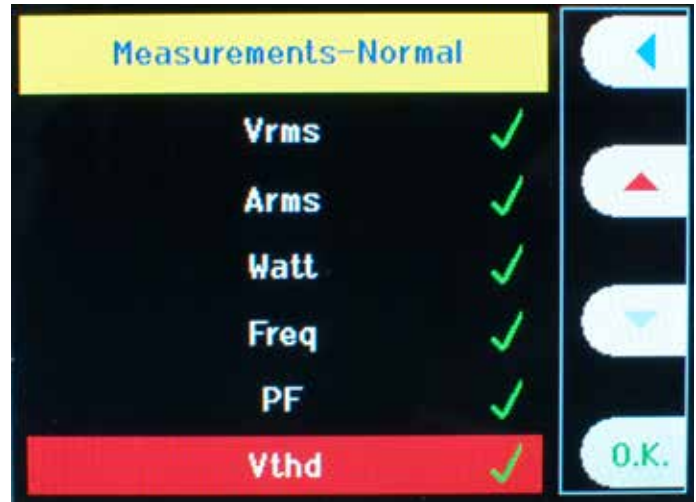 Measurements-Normal
Vrms
Arms
Watt
Freq
PF
Vthd
O.K.